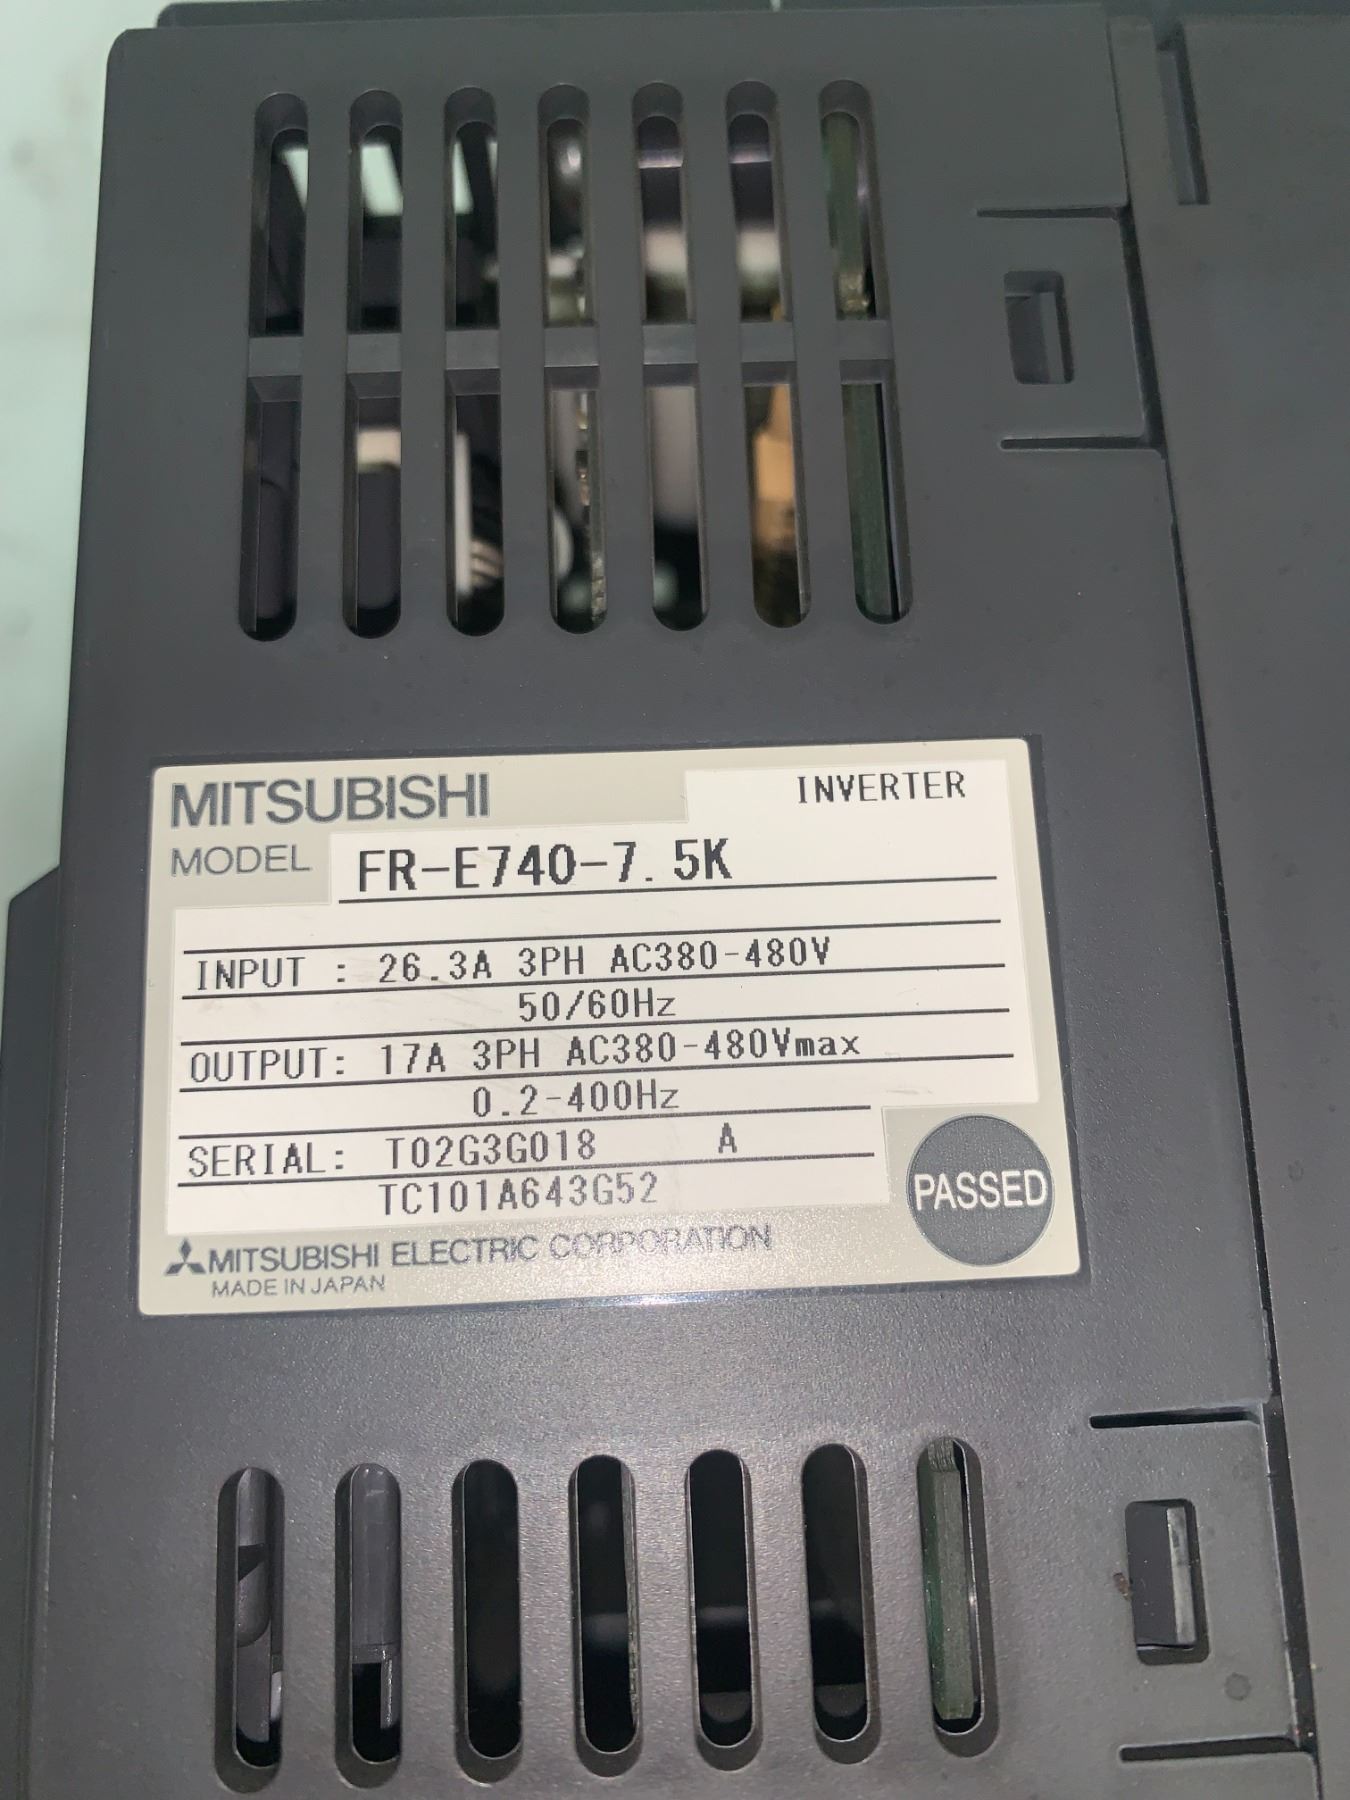 MITSUBISHI
INVERTER
MODEL FR-E740-7.5K
INPUT : 26.3A 3PH AC380-480V
50/60Hz
OUTPUT: 17A 3PH AC380-480Vmax
0.2-400Hz
SERIAL: T02G3G018 A
TC101A643G52
PASSED
MITSUBISHI ELECTRIC CORPORATION
MADE IN JAPAN